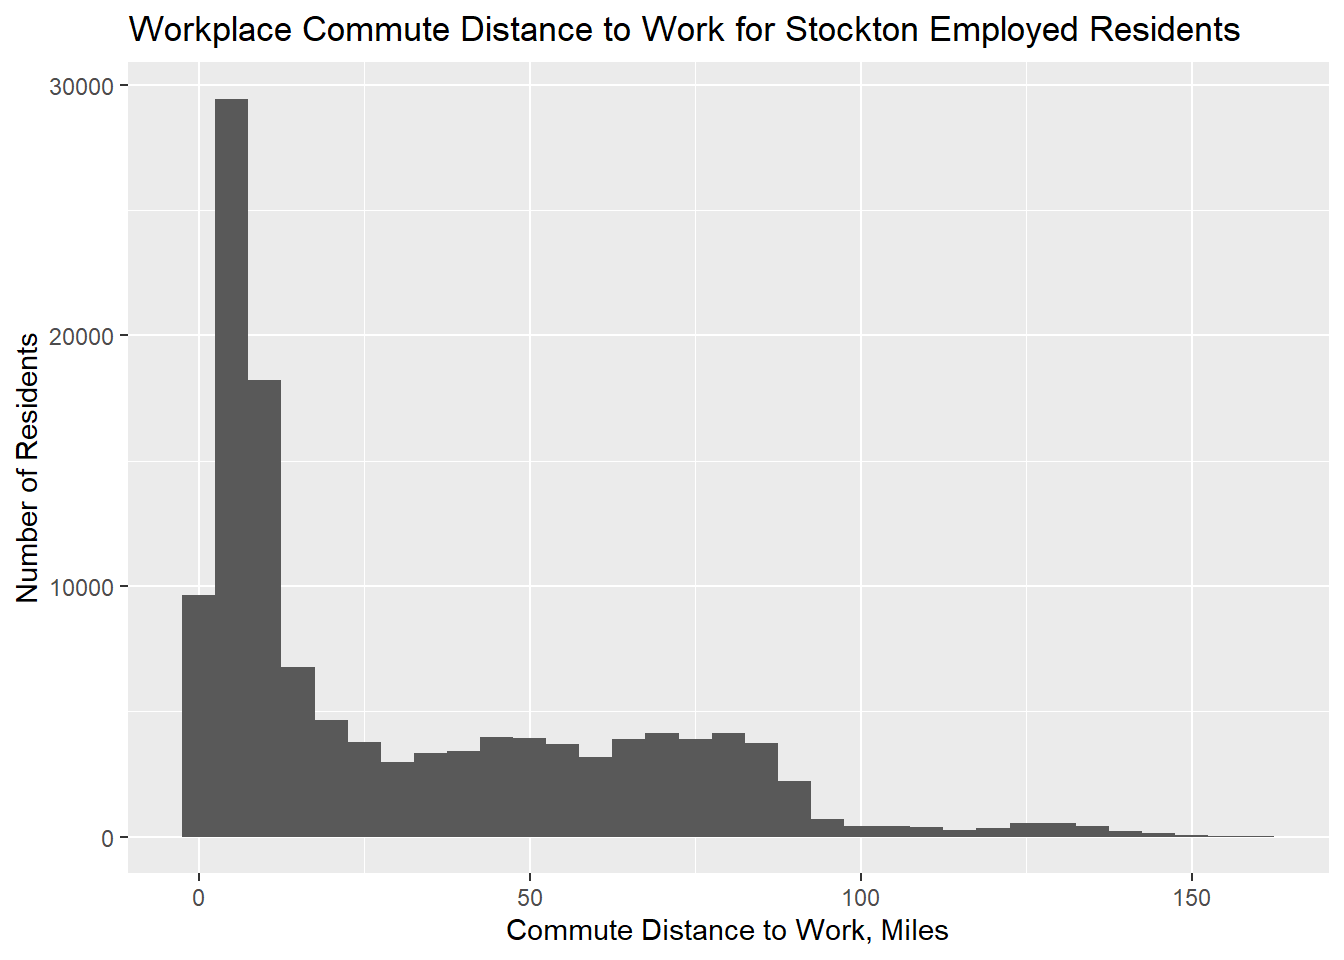 Workplace Commute Distance to Work for Stockton Employed Residents
30000
20000
10000
0
Number of Residents
0 50 100 150
Commute Distance to Work, Miles